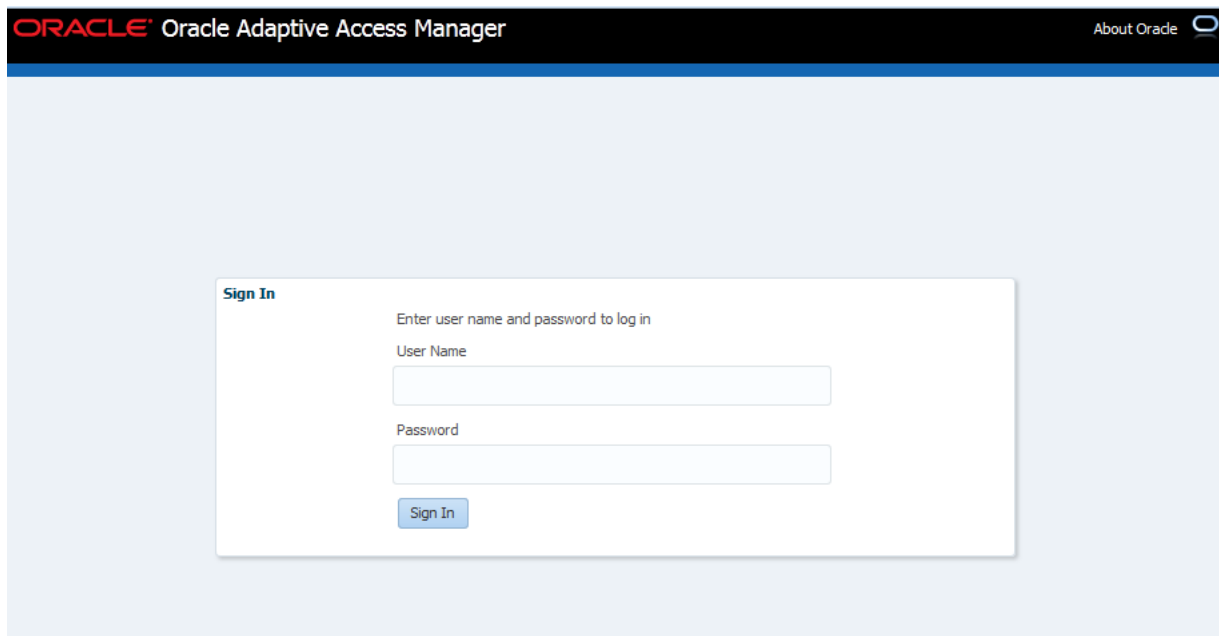 ORACLE Oracle Adaptive Access Manager About Oracle
Sign In
Enter user name and password to log in
User Name
Password
Sign In